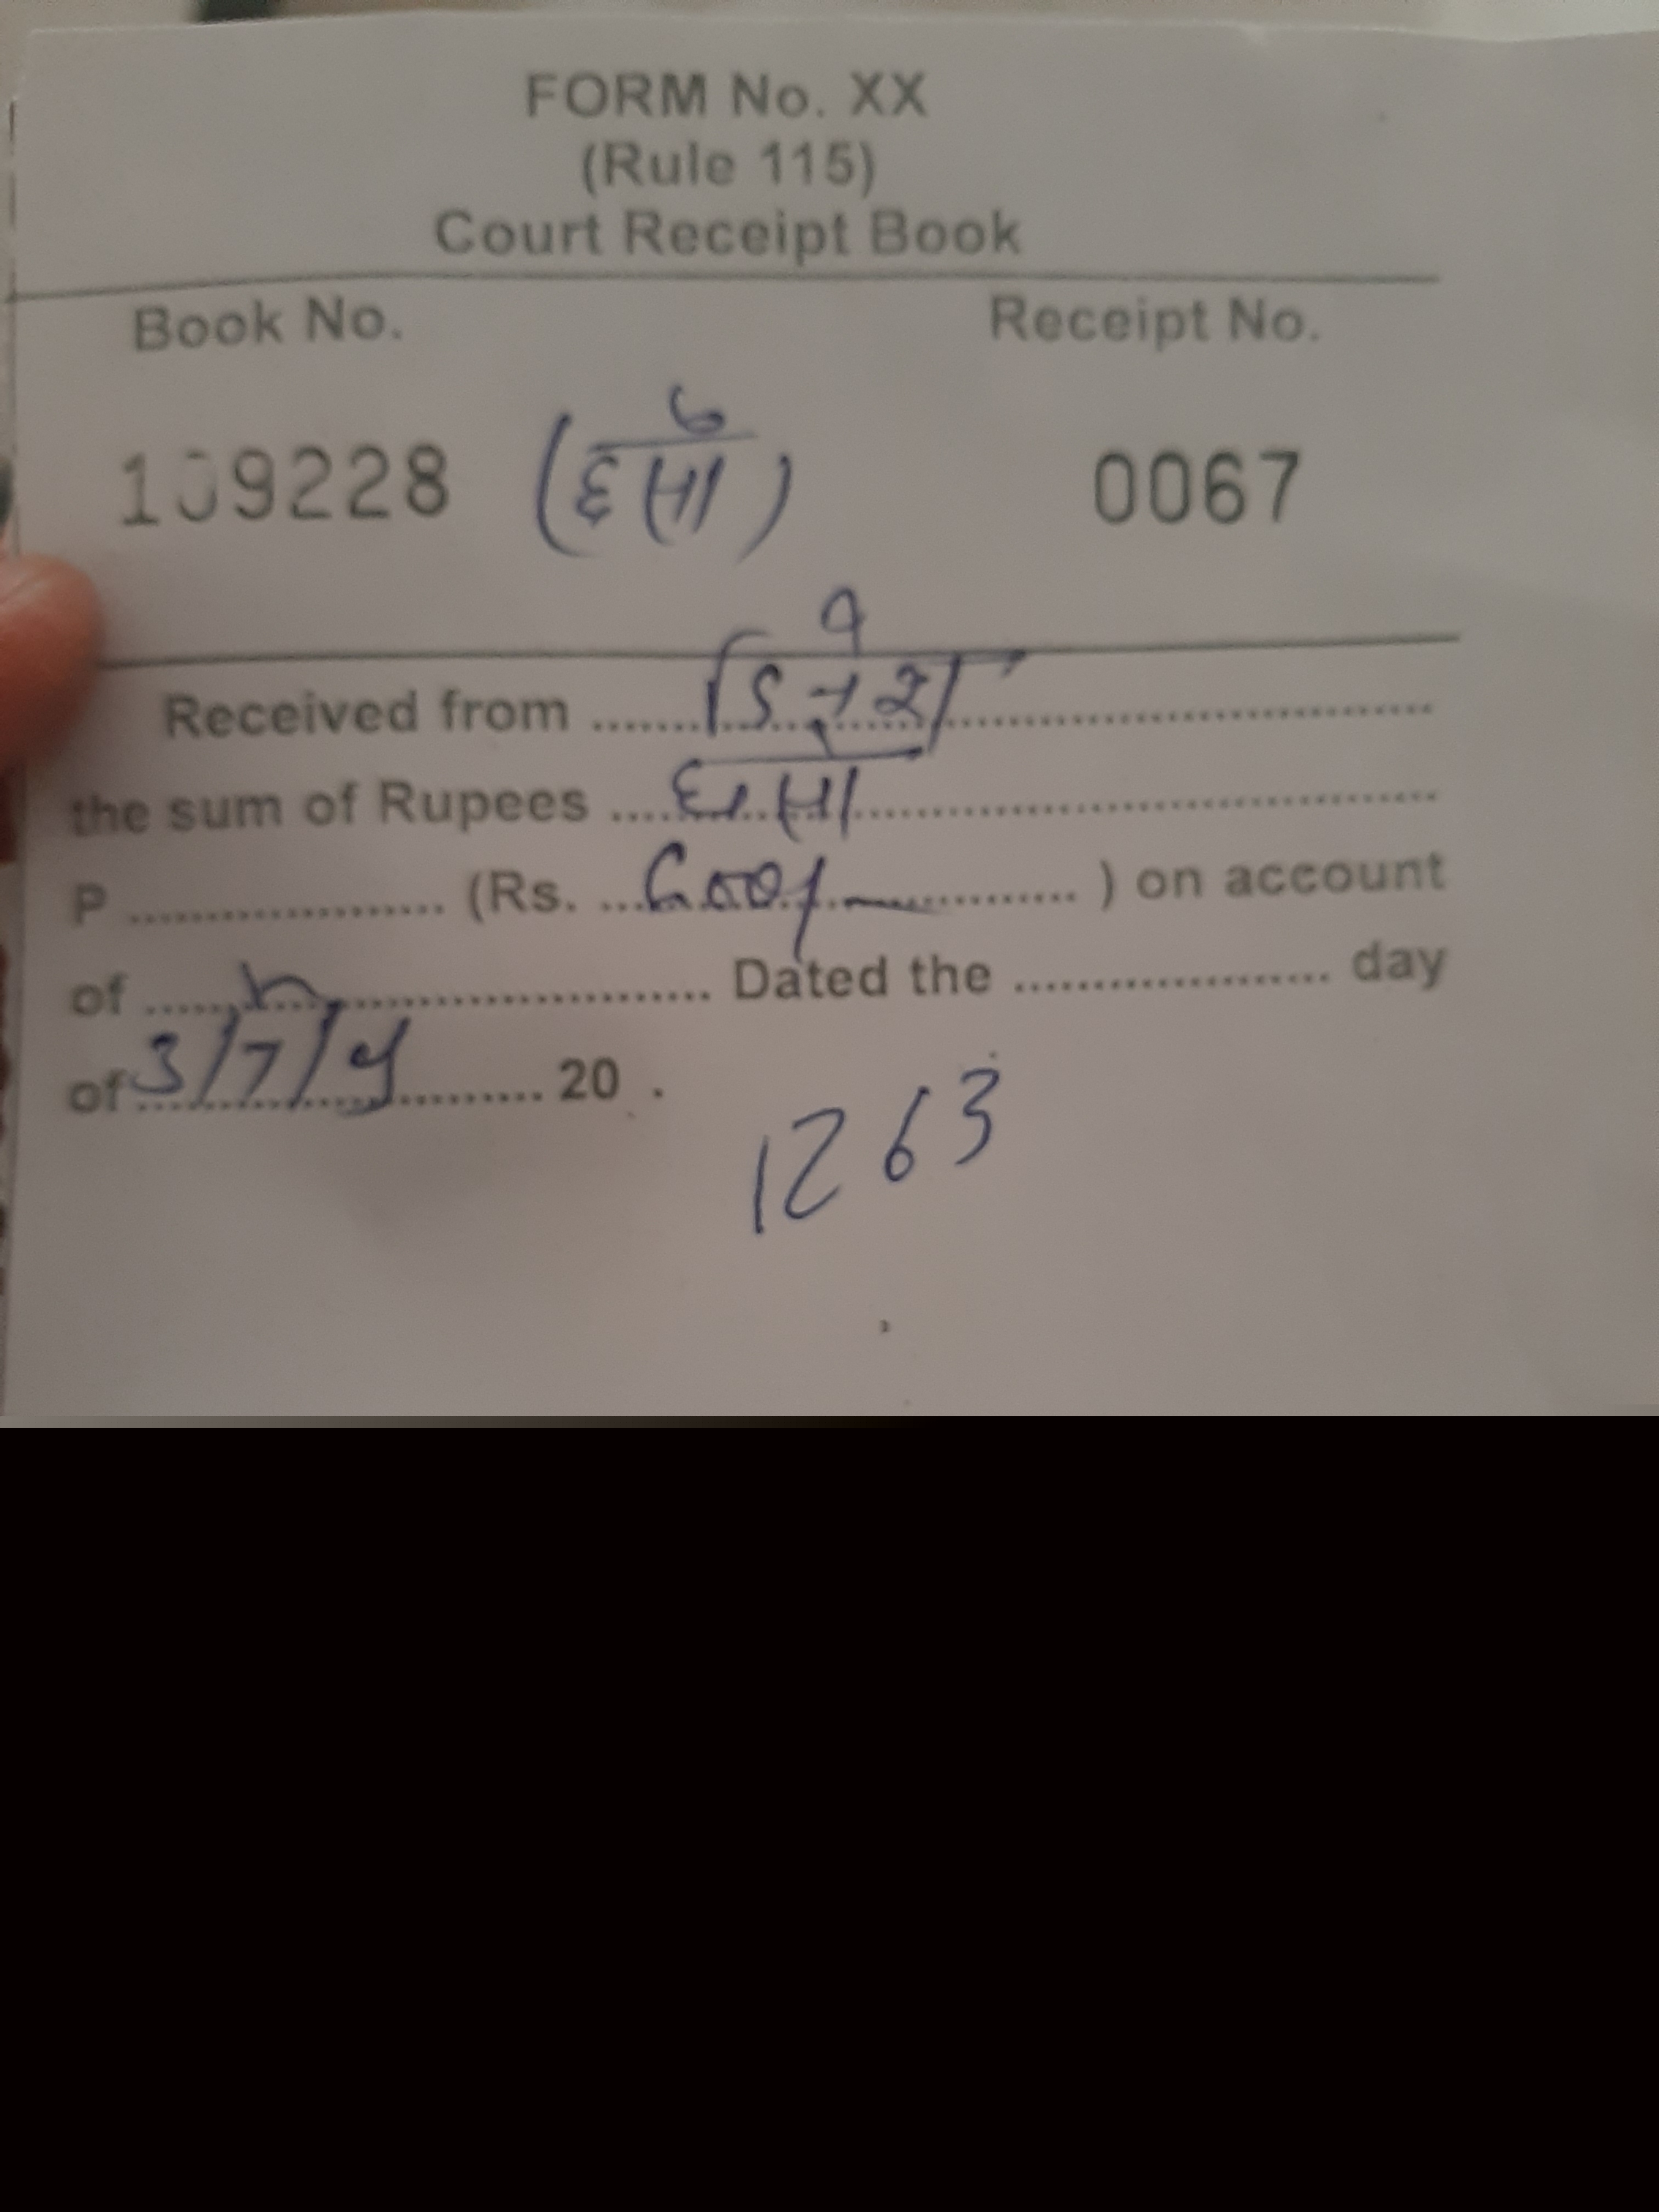 FORM No. XX
(Rule 115)
Court Receipt Book
Book No. Receipt No.
109228 0067
Received from ..........
the sum of Rupees ..........
P .......... (Rs. .......... ) on account
of .......... Dated the .......... day
of 3/7/ .......... 20 .
1263